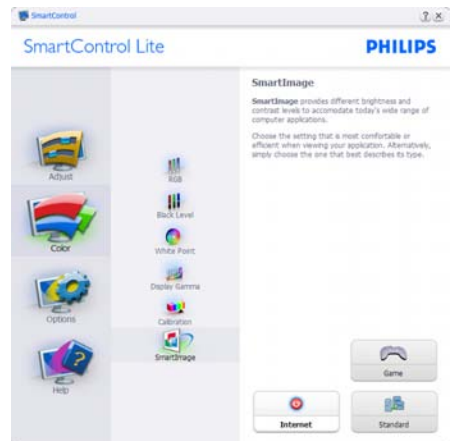 SmartControl
SmartControl Lite
PHILIPS
Adjust
Color
Options
Help
RGB
Black Level
White Point
Display Gamma
Calibration
SmartImage
SmartImage
SmartImage provides different brightness and
contrast levels to accomodate today's wide range of
computer applications.
Choose the setting that is most comfortable or
efficient when viewing your application. Alternatively,
simply choose the one that best describes its type.
Game
Internet
Standard